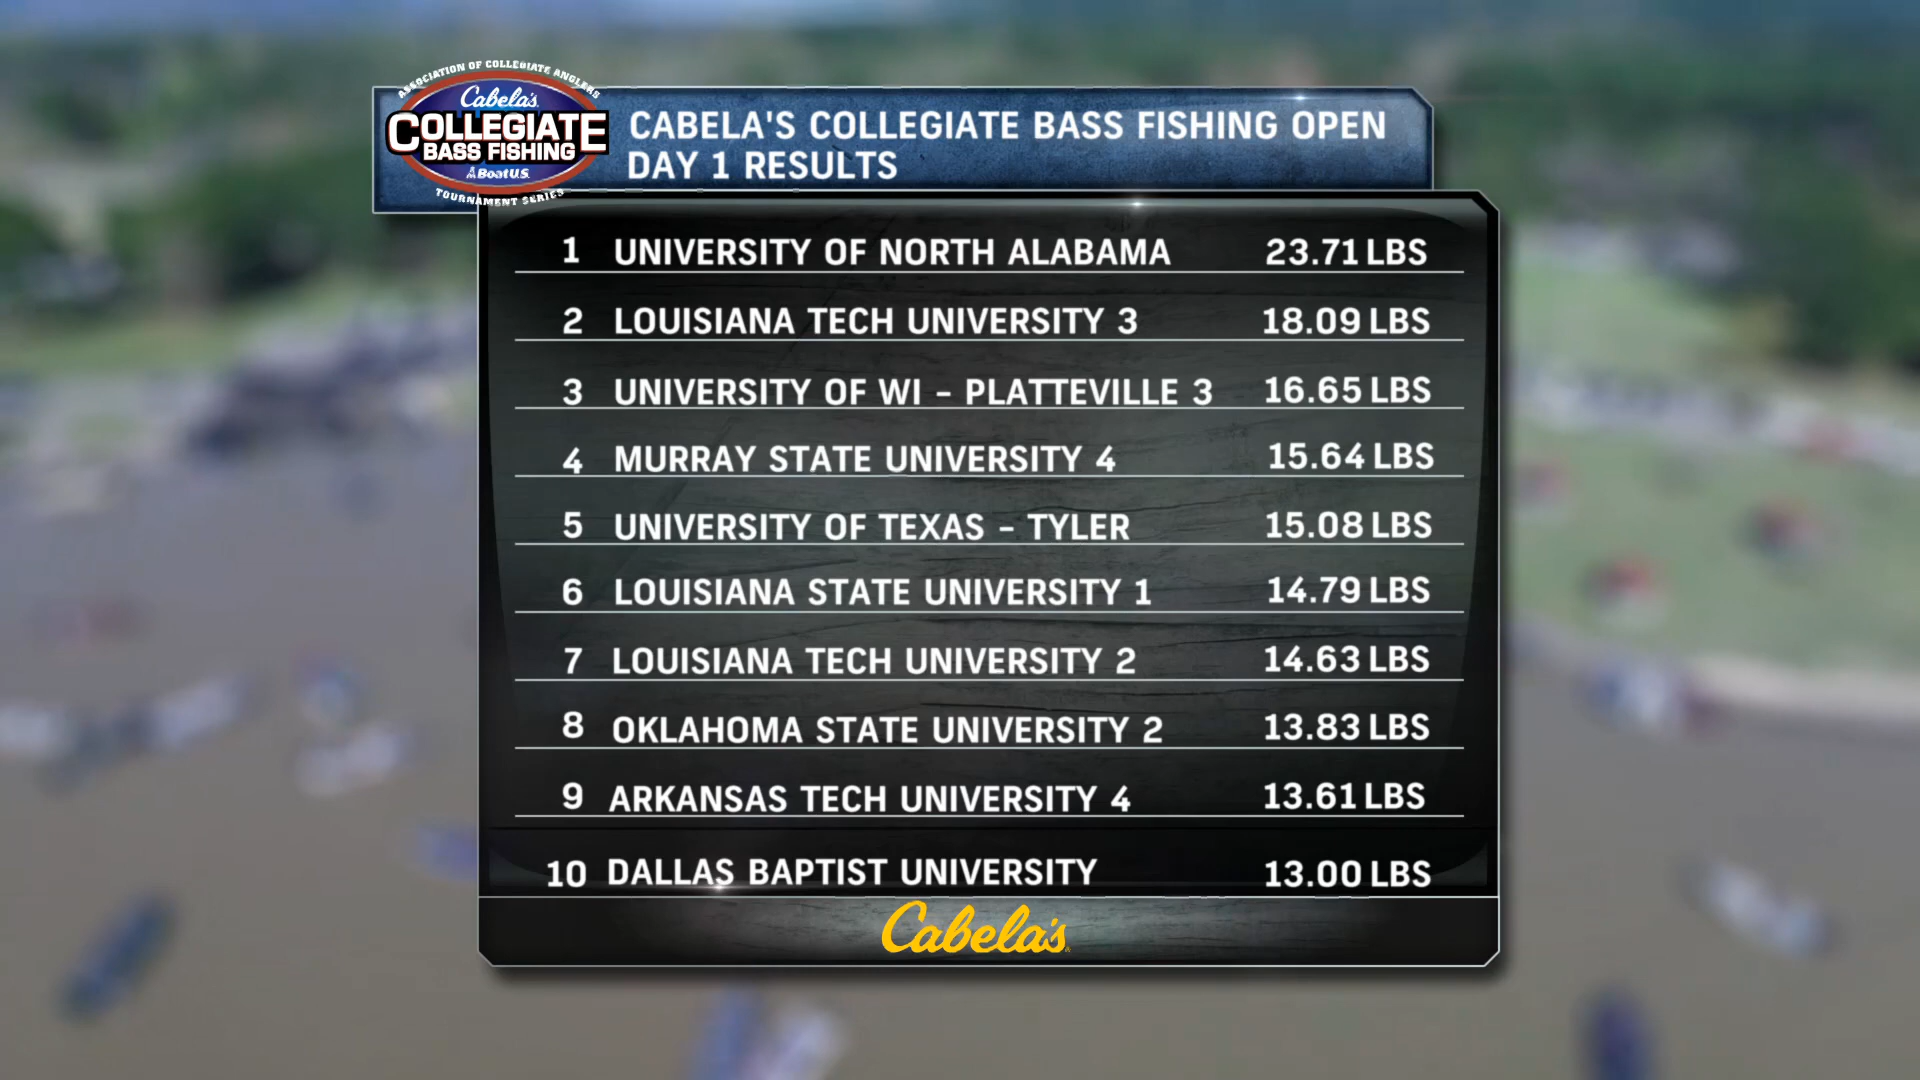 ASSOCIATION OF COLLEGIATE ANGLERS
Cabela's
COLLEGIATE
BASS FISHING
BoatU.S.
TOURNAMENT SERIES
CABELA'S COLLEGIATE BASS FISHING OPEN
DAY 1 RESULTS
1 UNIVERSITY OF NORTH ALABAMA 23.71 LBS
2 LOUISIANA TECH UNIVERSITY 3 18.09 LBS
3 UNIVERSITY OF WI - PLATTEVILLE 3 16.65 LBS
4 MURRAY STATE UNIVERSITY 4 15.64 LBS
5 UNIVERSITY OF TEXAS - TYLER 15.08 LBS
6 LOUISIANA STATE UNIVERSITY 1 14.79 LBS
7 LOUISIANA TECH UNIVERSITY 2 14.63 LBS
8 OKLAHOMA STATE UNIVERSITY 2 13.83 LBS
9 ARKANSAS TECH UNIVERSITY 4 13.61 LBS
10 DALLAS BAPTIST UNIVERSITY 13.00 LBS
Cabela's